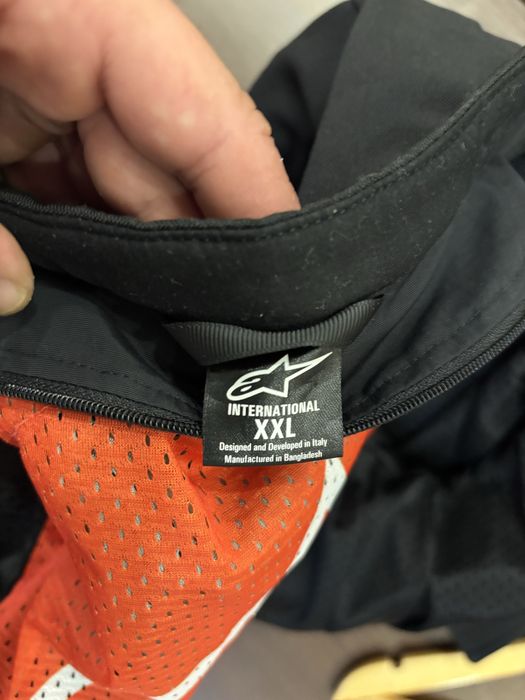 INTERNATIONAL
XXL
Designed and Developed in Italy
Manufactured in Bangladesh